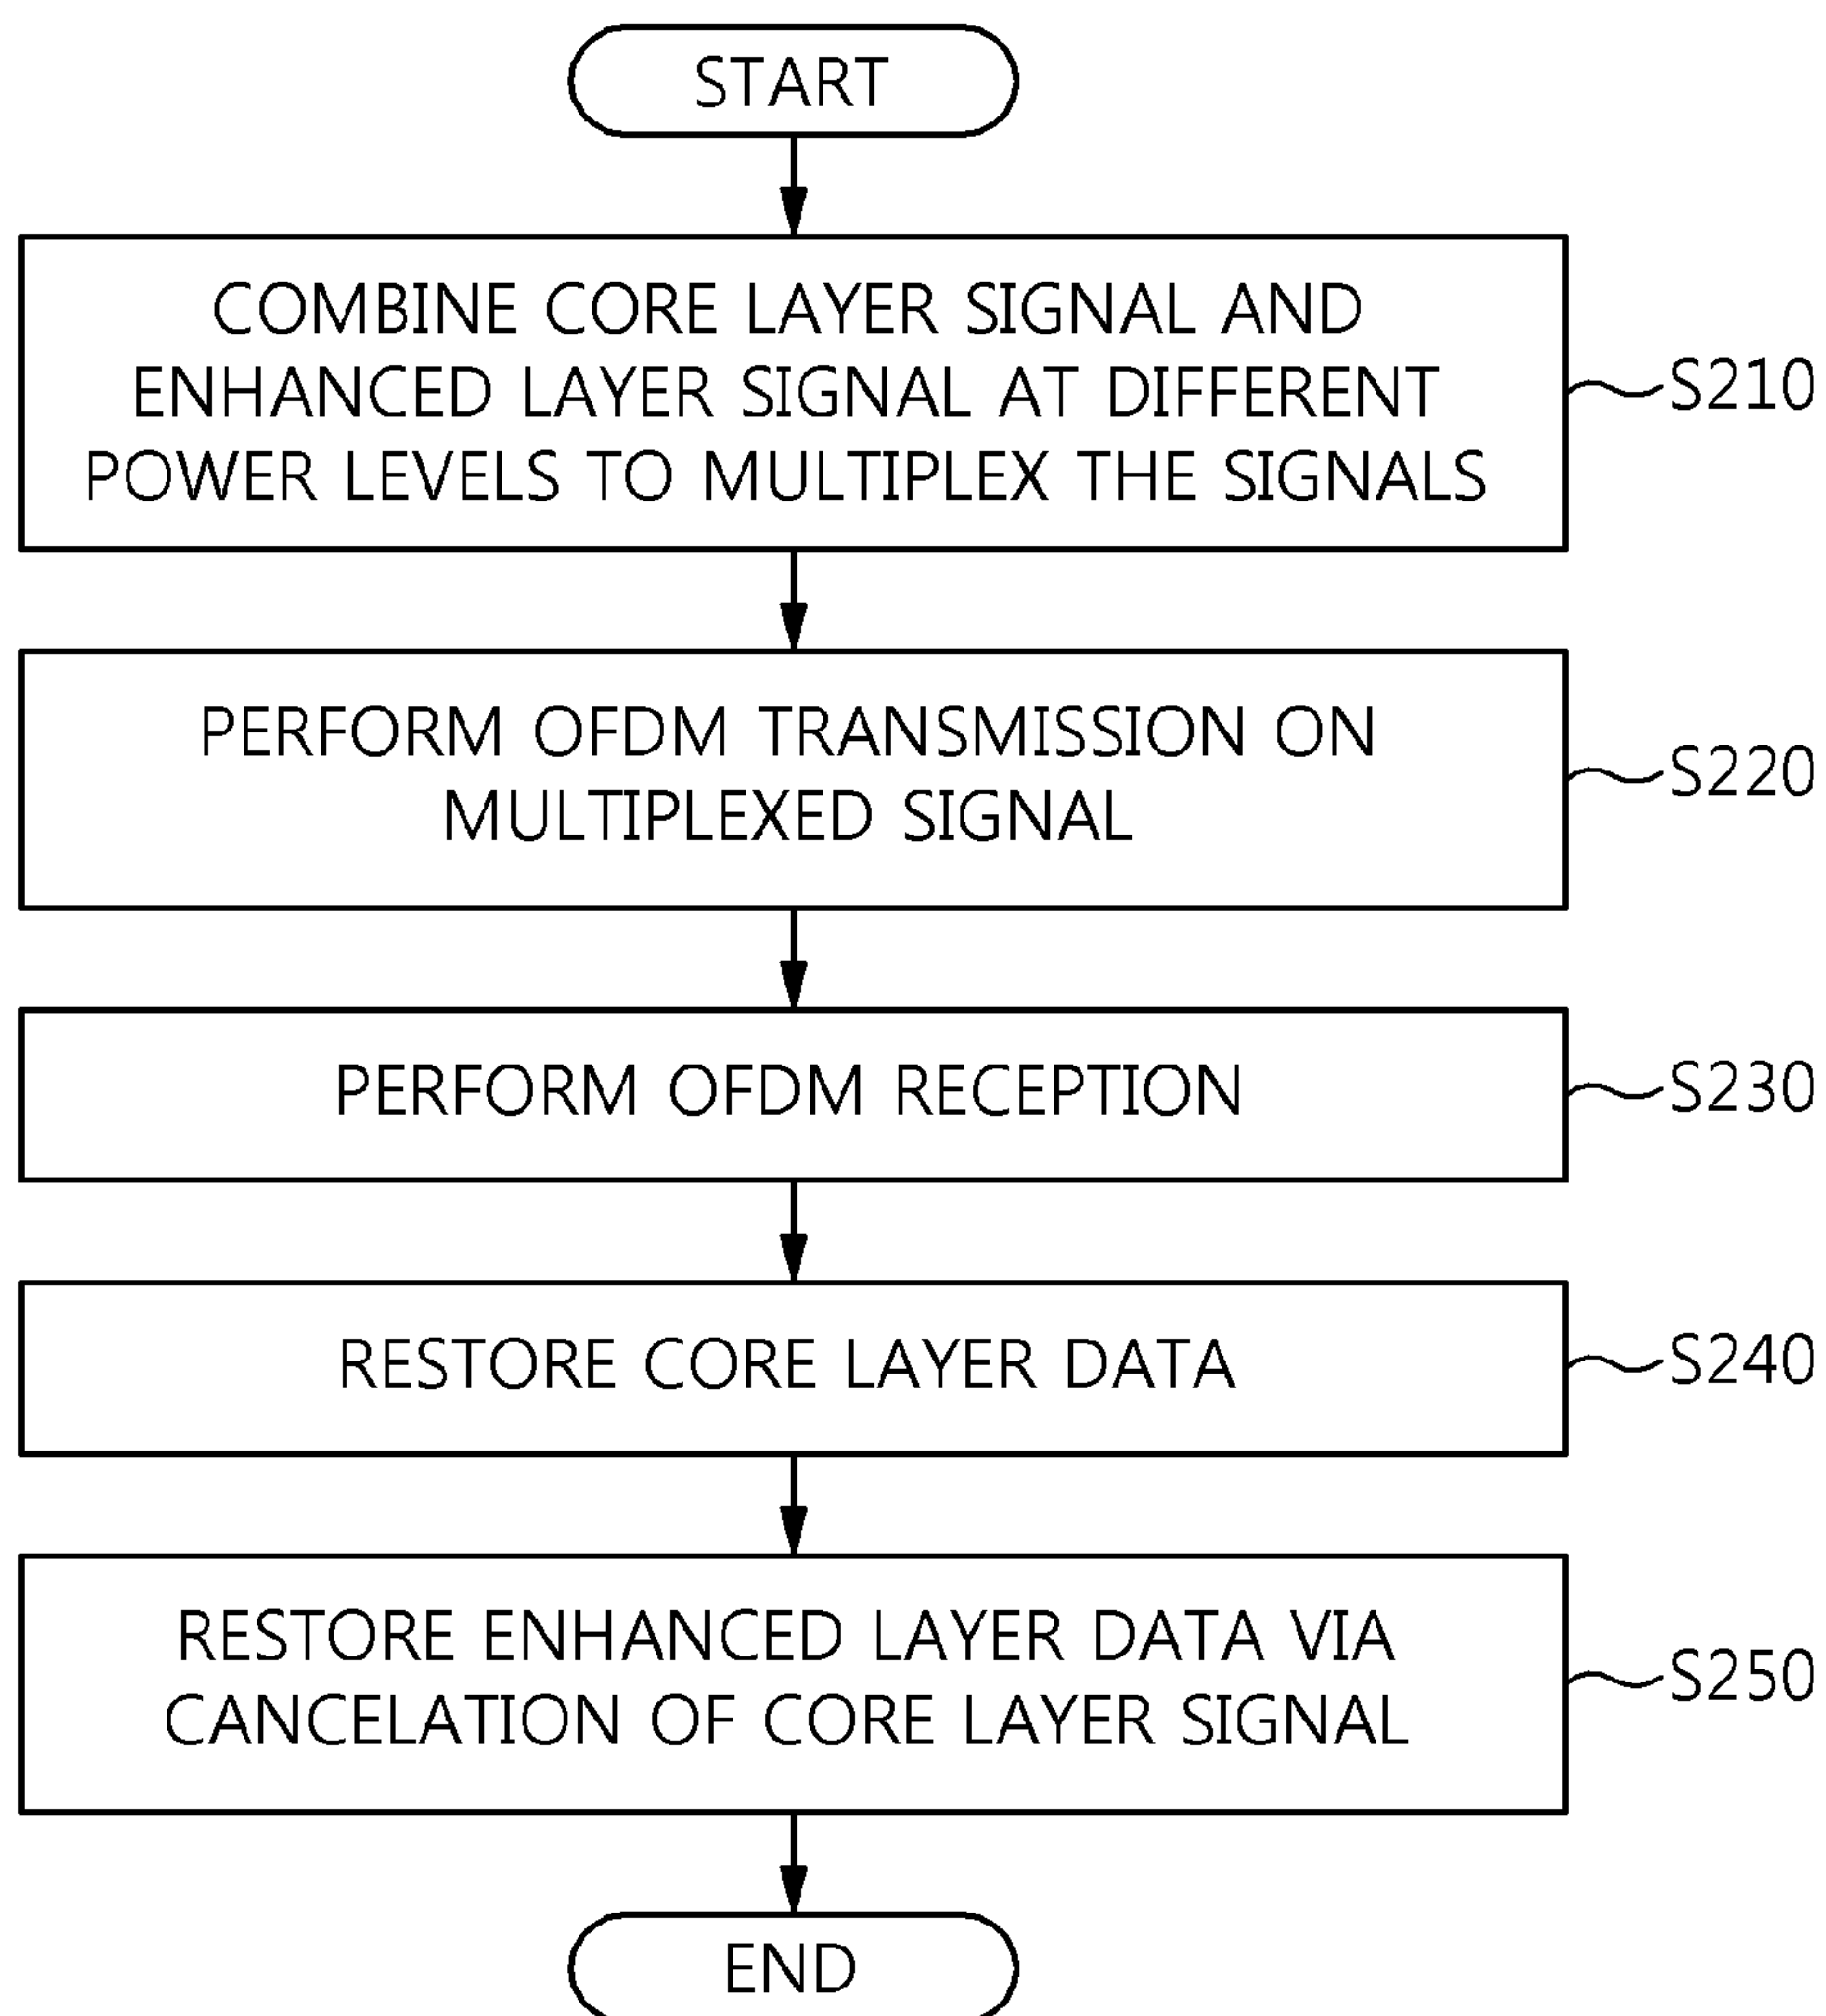 START
COMBINE CORE LAYER SIGNAL AND
ENHANCED LAYER SIGNAL AT DIFFERENT
POWER LEVELS TO MULTIPLEX THE SIGNALS
S210
PERFORM OFDM TRANSMISSION ON
MULTIPLEXED SIGNAL
S220
PERFORM OFDM RECEPTION
S230
RESTORE CORE LAYER DATA
S240
RESTORE ENHANCED LAYER DATA VIA
CANCELATION OF CORE LAYER SIGNAL
S250
END